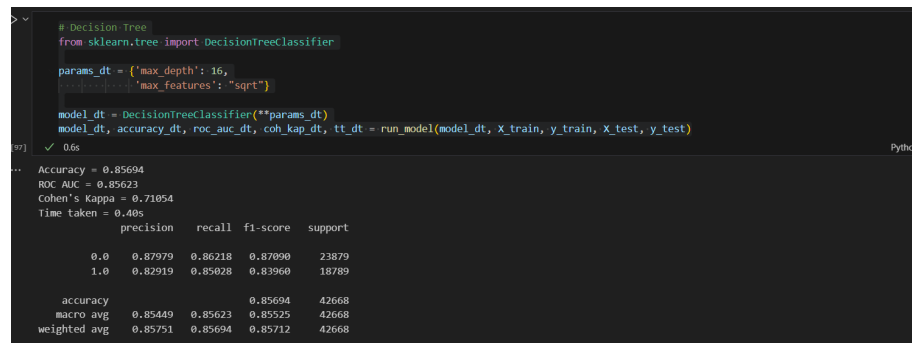 # Decision Tree
from sklearn.tree import DecisionTreeClassifier
params_dt = {'max_depth': 16,
'max_features': "sqrt"}
model_dt = DecisionTreeClassifier(**params_dt)
model_dt, accuracy_dt, roc_auc_dt, coh_kap_dt, tt_dt = run_model(model_dt, X_train, y_train, X_test, y_test)
[97] ✓ 0.6s
... Accuracy = 0.85694
ROC AUC = 0.85623
Cohen's Kappa = 0.71054
Time taken = 0.40s
precision recall f1-score support
0.0 0.87979 0.86218 0.87090 23879
1.0 0.82919 0.85028 0.83960 18789
accuracy 0.85694 42668
macro avg 0.85449 0.85623 0.85525 42668
weighted avg 0.85751 0.85694 0.85712 42668